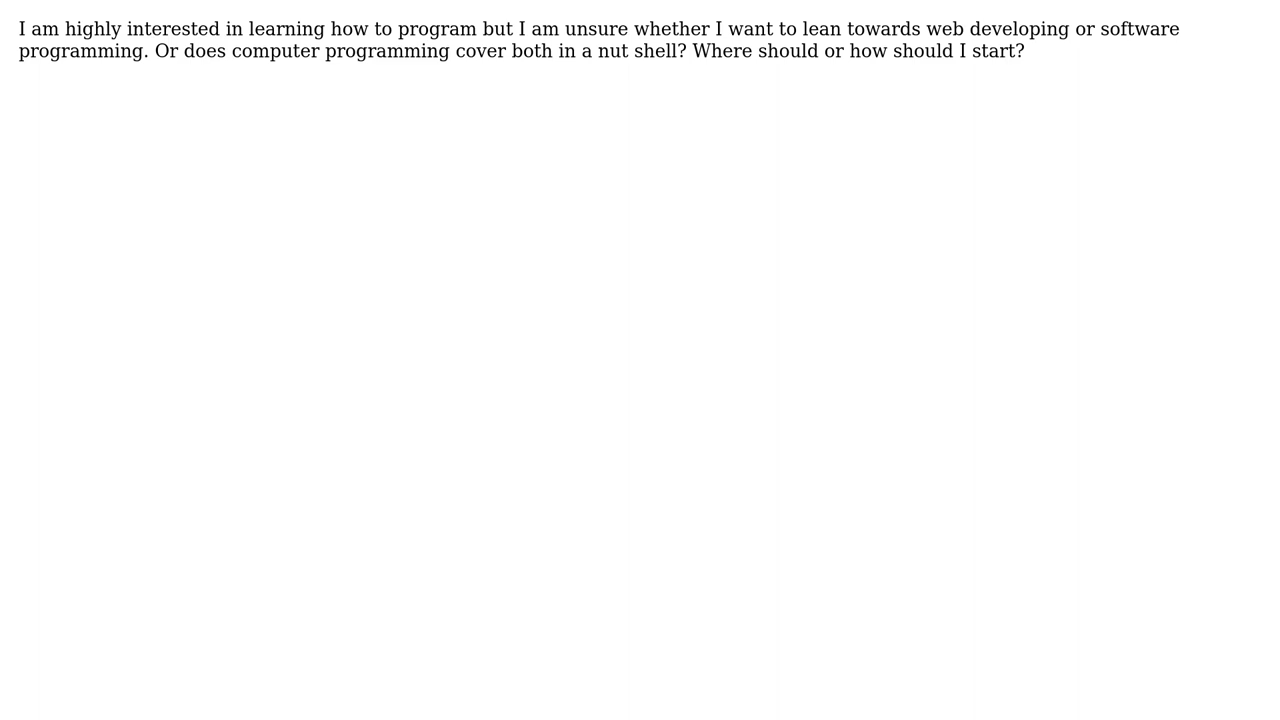 I am highly interested in learning how to program but I am unsure whether I want to lean towards web developing or software
programming. Or does computer programming cover both in a nut shell? Where should or how should I start?